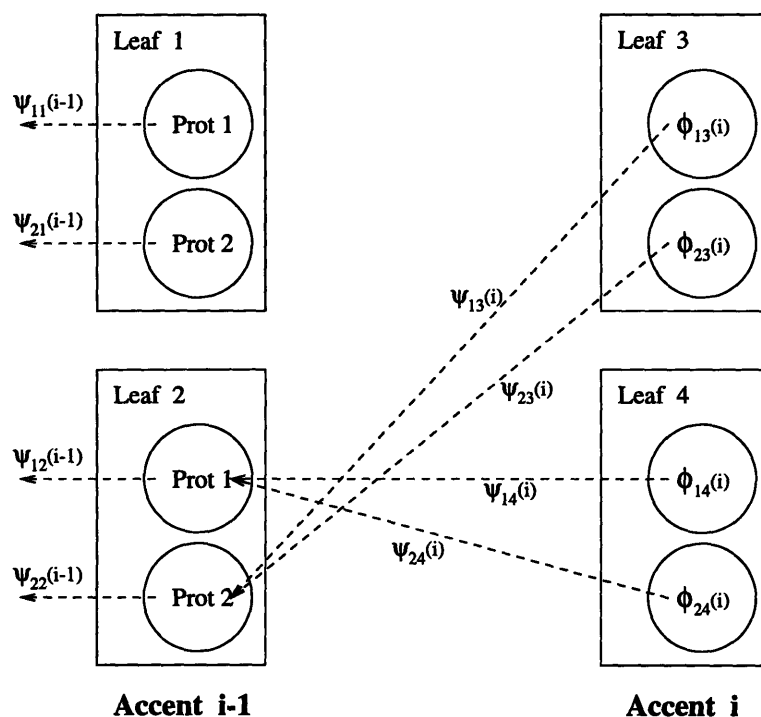 Leaf 1
Ψ11(i-1)
Prot 1
Ψ21(i-1)
Prot 2
Leaf 3
ϕ13(i)
ϕ23(i)
Ψ13(i)
Ψ23(i)
Leaf 2
Ψ12(i-1)
Prot 1
Ψ22(i-1)
Prot 2
Leaf 4
ϕ14(i)
Ψ14(i)
Ψ24(i)
ϕ24(i)
Accent i-1
Accent i